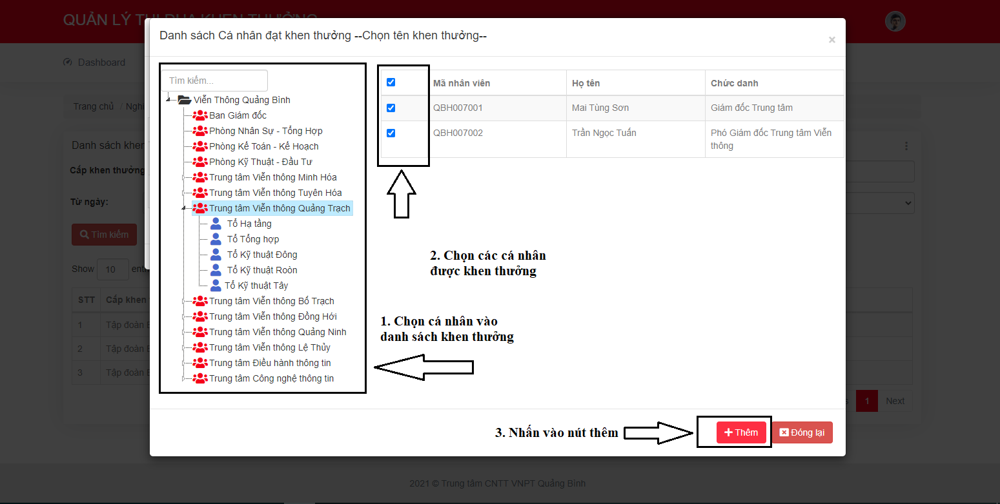 QUẢN LÝ THI ĐUA KHEN THƯỞNG
Dashboard
Trang chủ / Nghi
Danh sách Cá nhân đạt khen thưởng --Chọn tên khen thưởng--
×
Tìm kiếm...
Viễn Thông Quảng Bình
Ban Giám đốc
Phòng Nhân Sự - Tổng Hợp
Phòng Kế Toán - Kế Hoạch
Phòng Kỹ Thuật - Đầu Tư
Trung tâm Viễn thông Minh Hóa
Trung tâm Viễn thông Tuyên Hóa
Trung tâm Viễn thông Quảng Trạch
Tổ Hạ tầng
Tổ Tổng hợp
Tổ Kỹ thuật Đông
Tổ Kỹ thuật Roòn
Tổ Kỹ thuật Tây
Trung tâm Viễn thông Bố Trạch
Trung tâm Viễn thông Đồng Hới
Trung tâm Viễn thông Quảng Ninh
Trung tâm Viễn thông Lệ Thủy
Trung tâm Điều hành thông tin
Trung tâm Công nghệ thông tin
Mã nhân viên Họ tên Chức danh
QBH007001 Mai Tùng Sơn Giám đốc Trung tâm
QBH007002 Trần Ngọc Tuấn Phó Giám đốc Trung tâm Viễn
thông
2. Chọn các cá nhân
được khen thưởng
1. Chọn cá nhân vào
danh sách khen thưởng
3. Nhấn vào nút thêm
Thêm
Đóng lại
Danh sách khen
Cấp khen thưởng
Từ ngày:
Tìm kiếm
Show 10 entr
STT Cấp khen
1 Tập đoàn
2 Tập đoàn
3 Tập đoàn
1 Next
2021 © Trung tâm CNTT VNPT Quảng Bình